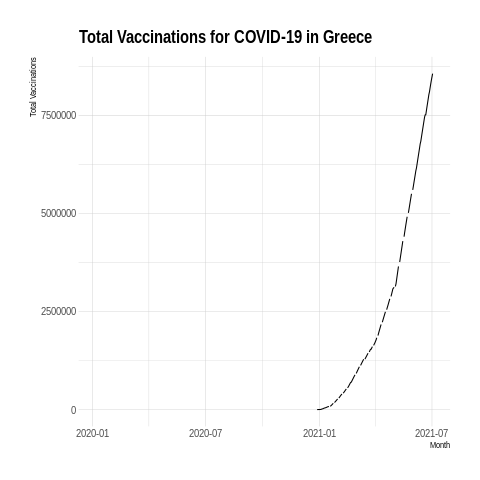 Total Vaccinations for COVID-19 in Greece
Total Vaccinations
7500000
5000000
2500000
0
2020-01
2020-07
2021-01
2021-07
Month